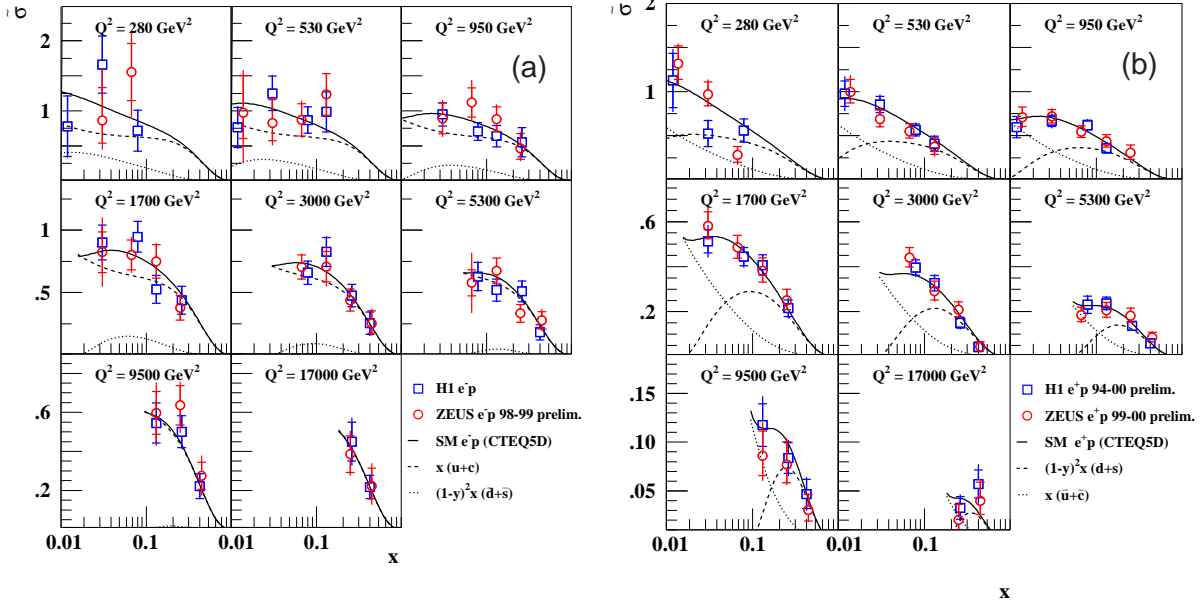 σ̃
Q² = 280 GeV²
Q² = 530 GeV²
Q² = 950 GeV²
(a)
2
1
Q² = 1700 GeV²
Q² = 3000 GeV²
Q² = 5300 GeV²
1
.5
Q² = 9500 GeV²
Q² = 17000 GeV²
.6
.4
.2
H1 e⁻p
ZEUS e⁻p 98-99 prelim.
SM e⁻p (CTEQ5D)
x (u+c)
(1-y)²x (d̄+s̄)
0.01
0.1
0.01
0.1
x
σ̃
2
Q² = 280 GeV²
Q² = 530 GeV²
Q² = 950 GeV²
(b)
1
Q² = 1700 GeV²
Q² = 3000 GeV²
Q² = 5300 GeV²
.6
.4
.2
Q² = 9500 GeV²
Q² = 17000 GeV²
.15
.10
.05
H1 e⁺p 94-00 prelim.
ZEUS e⁺p 99-00 prelim.
SM e⁺p (CTEQ5D)
(1-y)²x (d+s)
x (ū+c̄)
0.01
0.1
0.01
0.1
x